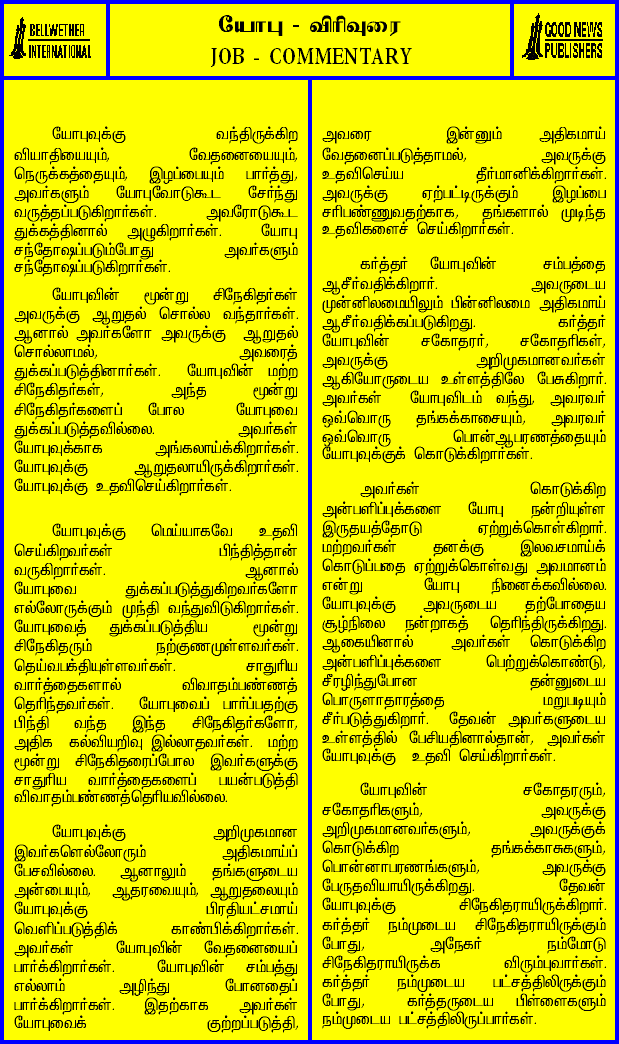 BELLWETHER
INTERNATIONAL
யோபு - விரிவுரை
JOB - COMMENTARY
GOOD NEWS
PUBLISHERS
யோபுவுக்கு வந்திருக்கிற
வியாதியையும், வேதனையையும்,
நெருக்கத்தையும், இழப்பையும் பார்த்து,
அவர்களும் யோபுவோடுகூட சேர்ந்து
வருத்தப்படுகிறார்கள். அவரோடுகூட
துக்கத்தினால் அழுகிறார்கள். யோபு
சந்தோஷப்படும்போது அவர்களும்
சந்தோஷப்படுகிறார்கள்.
யோபுவின் மூன்று சிநேகிதர்கள்
அவருக்கு ஆறுதல் சொல்ல வந்தார்கள்.
ஆனால் அவர்களோ அவருக்கு ஆறுதல்
சொல்லாமல், அவரைத்
துக்கப்படுத்தினார்கள். யோபுவின் மற்ற
சிநேகிதர்கள், அந்த மூன்று
சிநேகிதர்களைப் போல யோபுவை
துக்கப்படுத்தவில்லை. அவர்கள்
யோபுவுக்காக அங்கலாய்க்கிறார்கள்.
யோபுவுக்கு ஆறுதலாயிருக்கிறார்கள்.
யோபுவுக்கு உதவிசெய்கிறார்கள்.
யோபுவுக்கு மெய்யாகவே உதவி
செய்கிறவர்கள் பிந்தித்தான்
வருகிறார்கள். ஆனால்
யோபுவை துக்கப்படுத்துகிறவர்களோ
எல்லோருக்கும் முந்தி வந்துவிடுகிறார்கள்.
யோபுவைத் துக்கப்படுத்திய மூன்று
சிநேகிதரும் நற்குணமுள்ளவர்கள்.
தெய்வபக்தியுள்ளவர்கள். சாதுரிய
வார்த்தைகளால் விவாதம்பண்ணத்
தெரிந்தவர்கள். யோபுவைப் பார்ப்பதற்கு
பிந்தி வந்த இந்த சிநேகிதர்களோ,
அதிக கல்வியறிவு இல்லாதவர்கள். மற்ற
மூன்று சிநேகிதரைப்போல இவர்களுக்கு
சாதுரிய வார்த்தைகளைப் பயன்படுத்தி
விவாதம்பண்ணத்தெரியவில்லை.
யோபுவுக்கு அறிமுகமான
இவர்களெல்லோரும் அதிகமாய்ப்
பேசவில்லை. ஆனாலும் தங்களுடைய
அன்பையும், ஆதரவையும், ஆறுதலையும்
யோபுவுக்கு பிரதியட்சமாய்
வெளிப்படுத்திக் காண்பிக்கிறார்கள்.
அவர்கள் யோபுவின் வேதனையைப்
பார்க்கிறார்கள். யோபுவின் சம்பத்து
எல்லாம் அழிந்து போனதைப்
பார்க்கிறார்கள். இதற்காக அவர்கள்
யோபுவைக் குற்றப்படுத்தி,
அவரை இன்னும் அதிகமாய்
வேதனைப்படுத்தாமல், அவருக்கு
உதவிசெய்ய தீர்மானிக்கிறார்கள்.
அவருக்கு ஏற்பட்டிருக்கும் இழப்பை
சரிபண்ணுவதற்காக, தங்களால் முடிந்த
உதவிகளைச் செய்கிறார்கள்.
கர்த்தர் யோபுவின் சம்பத்தை
ஆசீர்வதிக்கிறார். அவருடைய
முன்னிலமையிலும் பின்னிலமை அதிகமாய்
ஆசீர்வதிக்கப்படுகிறது. கர்த்தர்
யோபுவின் சகோதரர், சகோதரிகள்,
அவருக்கு அறிமுகமானவர்கள்
ஆகியோருடைய உள்ளத்திலே பேசுகிறார்.
அவர்கள் யோபுவிடம் வந்து, அவரவர்
ஒவ்வொரு தங்கக்காசையும், அவரவர்
ஒவ்வொரு பொன்ஆபரணத்தையும்
யோபுவுக்குக் கொடுக்கிறார்கள்.
அவர்கள் கொடுக்கிற
அன்பளிப்புக்களை யோபு நன்றியுள்ள
இருதயத்தோடு ஏற்றுக்கொள்கிறார்.
மற்றவர்கள் தனக்கு இலவசமாய்க்
கொடுப்பதை ஏற்றுக்கொள்வது அவமானம்
என்று யோபு நினைக்கவில்லை.
யோபுவுக்கு அவருடைய தற்போதைய
சூழ்நிலை நன்றாகத் தெரிந்திருக்கிறது.
ஆகையினால் அவர்கள் கொடுக்கிற
அன்பளிப்புக்களை பெற்றுக்கொண்டு,
சீரழிந்துபோன தன்னுடைய
பொருளாதாரத்தை மறுபடியும்
சீர்படுத்துகிறார். தேவன் அவர்களுடைய
உள்ளத்தில் பேசியதினால்தான், அவர்கள்
யோபுவுக்கு உதவி செய்கிறார்கள்.
யோபுவின் சகோதரரும்,
சகோதரிகளும், அவருக்கு
அறிமுகமானவர்களும், அவருக்குக்
கொடுக்கிற தங்கக்காசுகளும்,
பொன்னாபரணங்களும், அவருக்கு
பேருதவியாயிருக்கிறது. தேவன்
யோபுவுக்கு சிநேகிதராயிருக்கிறார்.
கர்த்தர் நம்முடைய சிநேகிதராயிருக்கும்
போது, அநேகர் நம்மோடு
சிநேகிதராயிருக்க விரும்புவார்கள்.
கர்த்தர் நம்முடைய பட்சத்திலிருக்கும்
போது, கர்த்தருடைய பிள்ளைகளும்
நம்முடைய பட்சத்திலிருப்பார்கள்.